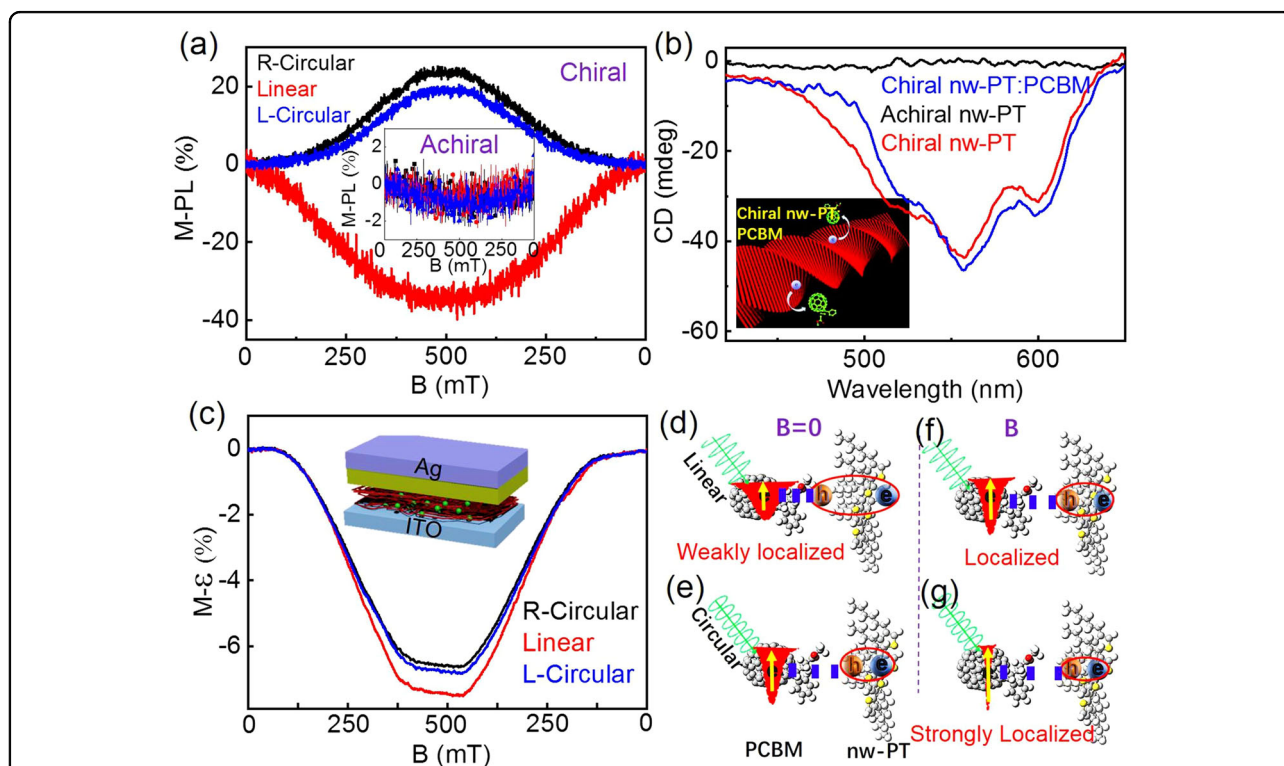 (a)
R-Circular
Linear
L-Circular
Chiral
Achiral
M-PL (%)
2
0
-2
0 250 500 250 0
B (mT)
M-PL (%)
20
0
-20
-40
250 500 250 0
B (mT)
(b)
Chiral nw-PT:PCBM
Achiral nw-PT
Chiral nw-PT
CD (mdeg)
0
-20
-40
-60
500 600
Wavelength (nm)
Chiral nw-PT
PCBM
(c)
M-ε (%)
0
-2
-4
-6
Ag
ITO
R-Circular
Linear
L-Circular
0 250 500 250 0
B (mT)
(d)
B=0
Linear
e
h
e
Weakly localized
(f)
B
e
h
e
Localized
(e)
Circular
e
h
e
PCBM
nw-PT
(g)
e
h
e
Strongly Localized